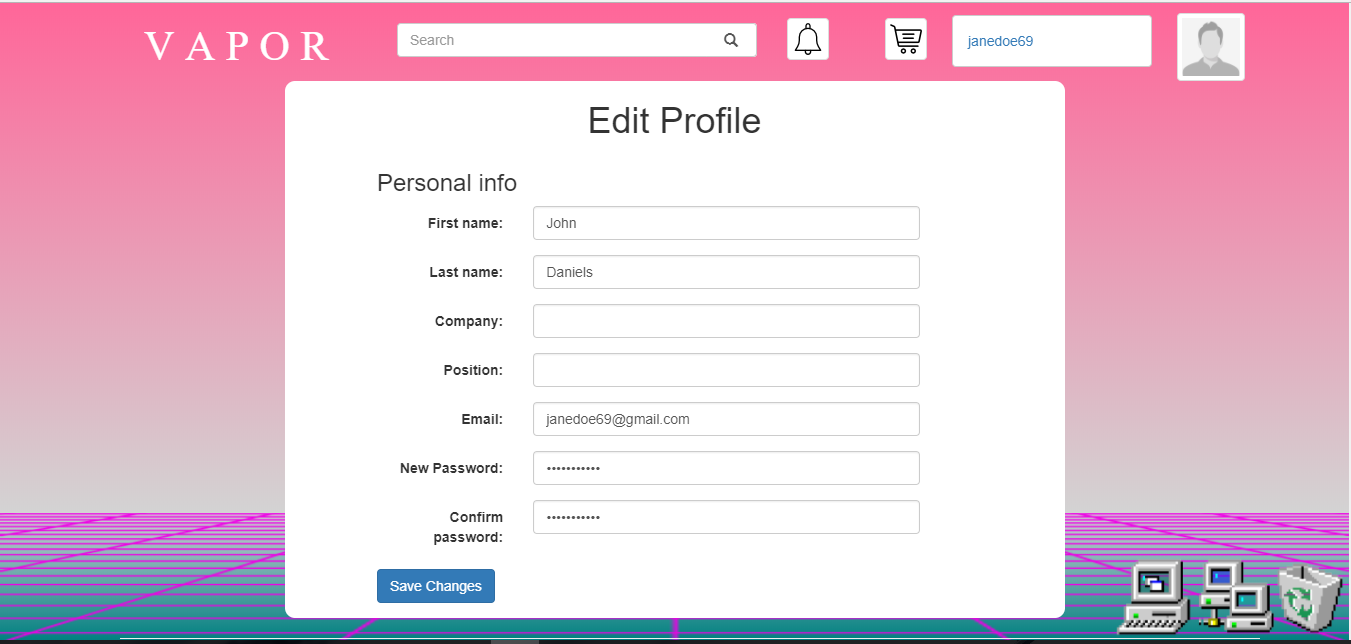 VAPOR
Search
janedoe69
Edit Profile
Personal info
First name: John
Last name: Daniels
Company:
Position:
Email: janedoe69@gmail.com
New Password: •••••••••••
Confirm password: •••••••••••
Save Changes